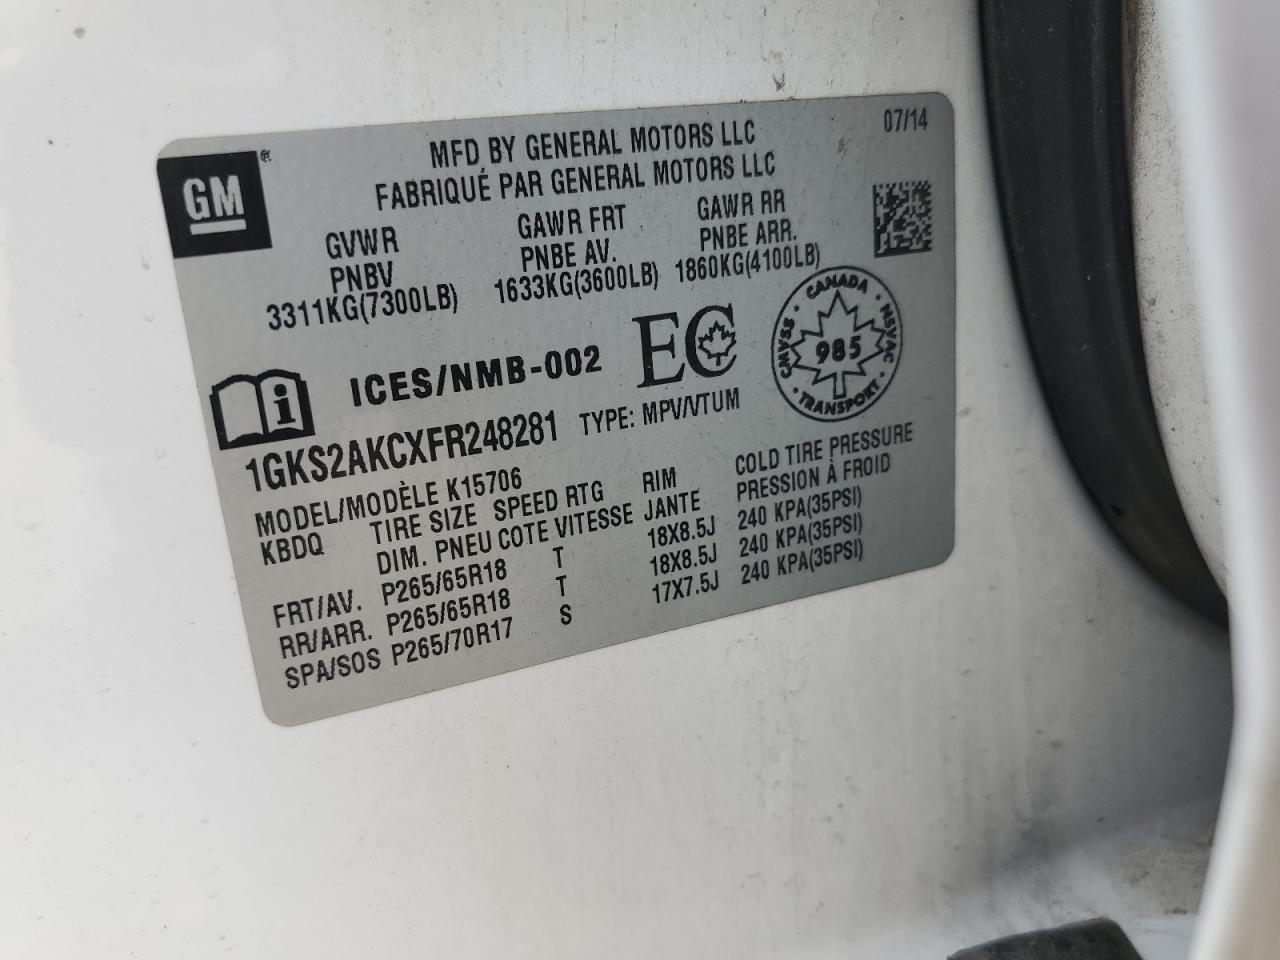 GM ®
07/14
MFD BY GENERAL MOTORS LLC
FABRIQUÉ PAR GENERAL MOTORS LLC
GVWR GAWR FRT GAWR RR
PNBV PNBE AV. PNBE ARR.
3311KG(7300LB) 1633KG(3600LB) 1860KG(4100LB)
ICES/NMB-002 EC
CANADA · NSVAC · TRANSPORT · CMVSS ·
985
1GKS2AKCXFR248281 TYPE: MPV/VTUM
MODEL/MODÈLE K15706
KBDQ TIRE SIZE SPEED RTG RIM COLD TIRE PRESSURE
DIM. PNEU COTE VITESSE JANTE PRESSION À FROID
FRT/AV. P265/65R18 T 18X8.5J 240 KPA(35PSI)
RR/ARR. P265/65R18 T 18X8.5J 240 KPA(35PSI)
SPA/SOS P265/70R17 S 17X7.5J 240 KPA(35PSI)